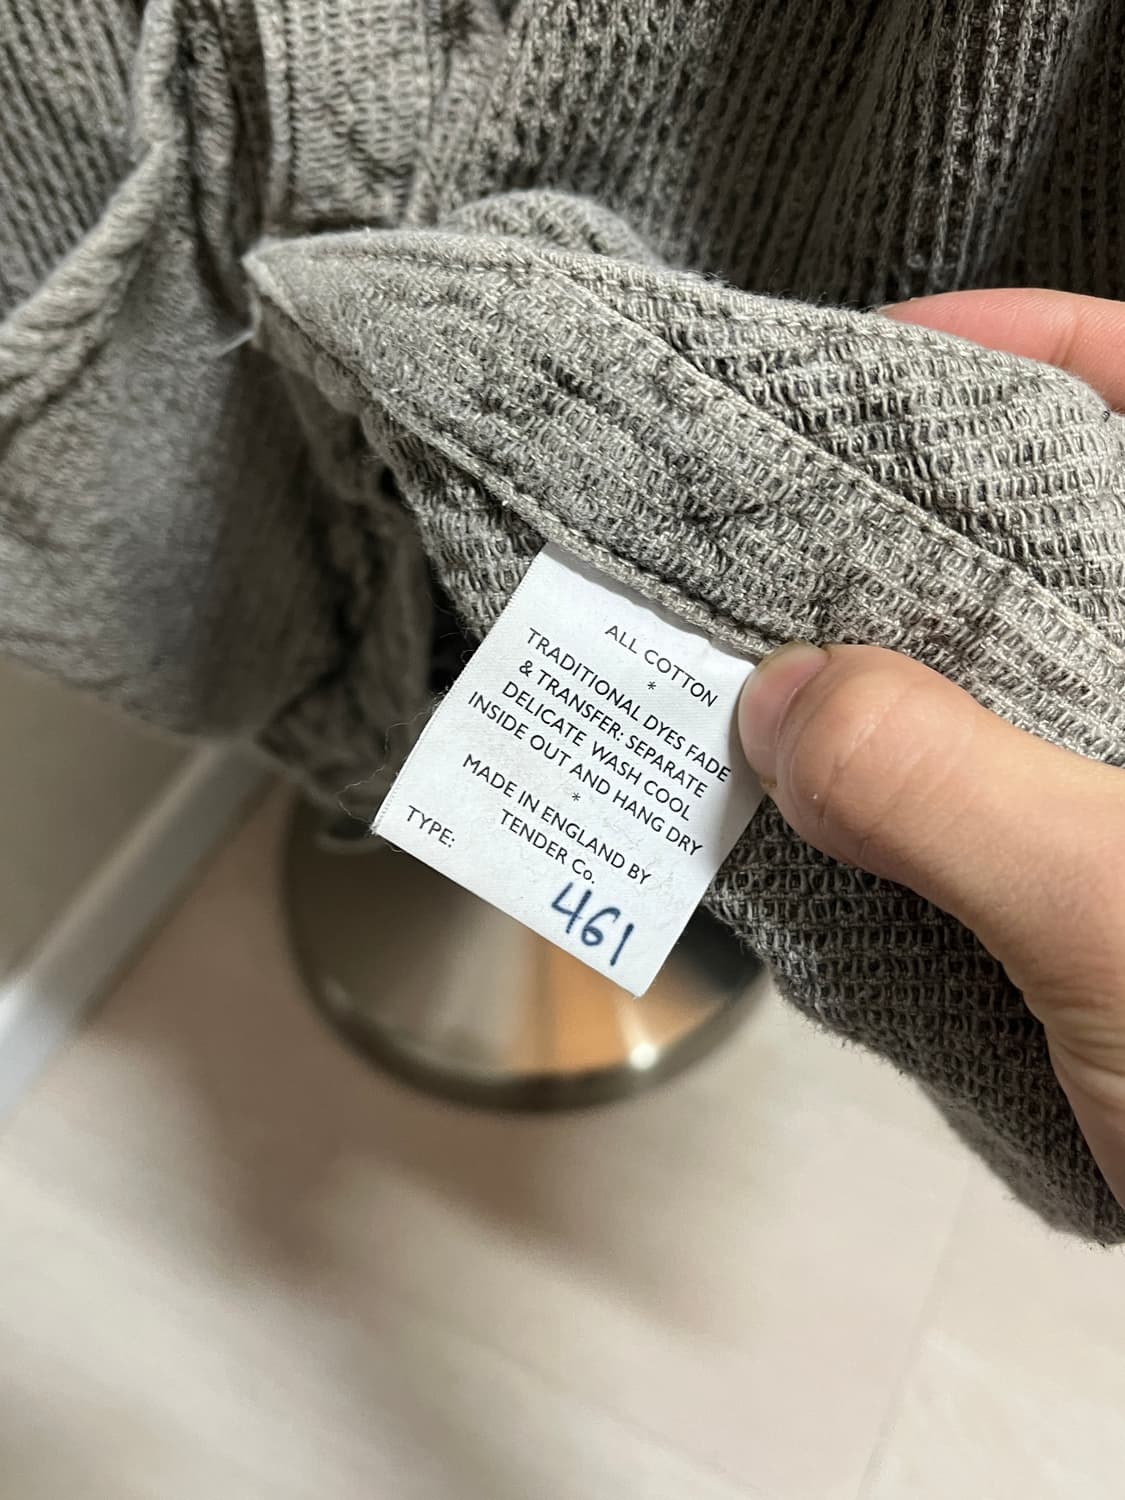 ALL COTTON
*
TRADITIONAL DYES FADE
& TRANSFER: SEPARATE
DELICATE WASH COOL
INSIDE OUT AND HANG DRY
*
MADE IN ENGLAND BY
TENDER Co.
TYPE: 461